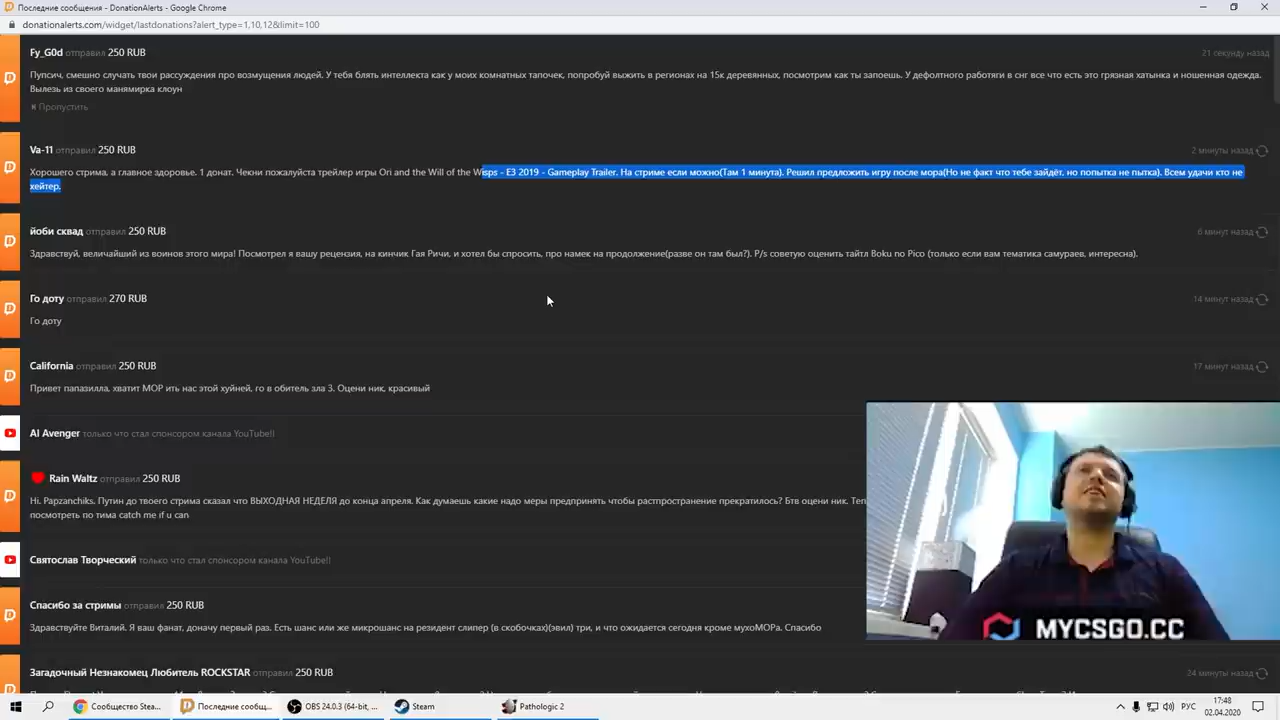 Последние сообщения - DonationAlerts - Google Chrome
donationalerts.com/widget/lastdonations?alert_type=1,10,12&limit=100
Fy_G0d отправил 250 RUB
21 секунду назад
Пупсич, смешно слушать твои рассуждения про возмущения людей. У тебя блять интеллекта как у моих комнатных тапочек, попробуй выжить в регионах на 15к деревянных, посмотрим как ты запоешь. У дефолтного работяги в снг все что есть это грязная хатынка и ношенная одежда.
Вылезь из своего манямирка клоун
Пропустить
Va-11 отправил 250 RUB
2 минуты назад
Хорошего стрима, а главное здоровье. 1 донат. Чекни пожалуйста трейлер игры Ori and the Will of the Wisps - E3 2019 - Gameplay Trailer. На стриме если можно(Там 1 минута). Решил предложить игру после мора(Но не факт что тебе зайдёт, но попытка не пытка). Всем удачи кто не
хейтер.
йоби сквад отправил 250 RUB
6 минут назад
Здравствуй, величайший из воинов этого мира! Посмотрел я вашу рецензия, на кинчик Гая Ричи, и хотел бы спросить, про намек на продолжение(разве он там был?). P/s советую оценить тайтл Boku no Pico (только если вам тематика самураев, интересна).
Го доту отправил 270 RUB
14 минут назад
Го доту
California отправил 250 RUB
17 минут назад
Привет папазилла, хватит МОР ить нас этой хуйней, го в обитель зла 3. Оцени ник, красивый
Al Avenger только что стал спонсором канала YouTube!!
Rain Waltz отправил 250 RUB
Hi, Papzanchiks. Путин до твоего стрима сказал что ВЫХОДНАЯ НЕДЕЛЯ до конца апреля. Как думаешь какие надо меры предпринять чтобы распространение прекратилось? Бтв оцени ник.
посмотреть по тима catch me if u can
Святослав Творческий только что стал спонсором канала YouTube!!
Спасибо за стримы отправил 250 RUB
Здравствуйте Виталий. Я ваш фанат, доначу первый раз. Есть шанс или же микрошанс на резидент слипер (в скобочках)(эвил) три, и что ожидается сегодня кроме мухоМОРа. Спасибо
MYCSGO.CC
Загадочный Незнакомец Любитель ROCKSTAR отправил 250 RUB
24 минуты назад
Сообщество Stea...
Последние сообщ...
OBS 24.0.3 (64-bit, ...
Steam
Pathologic 2
РУС
17:48
02.04.2020